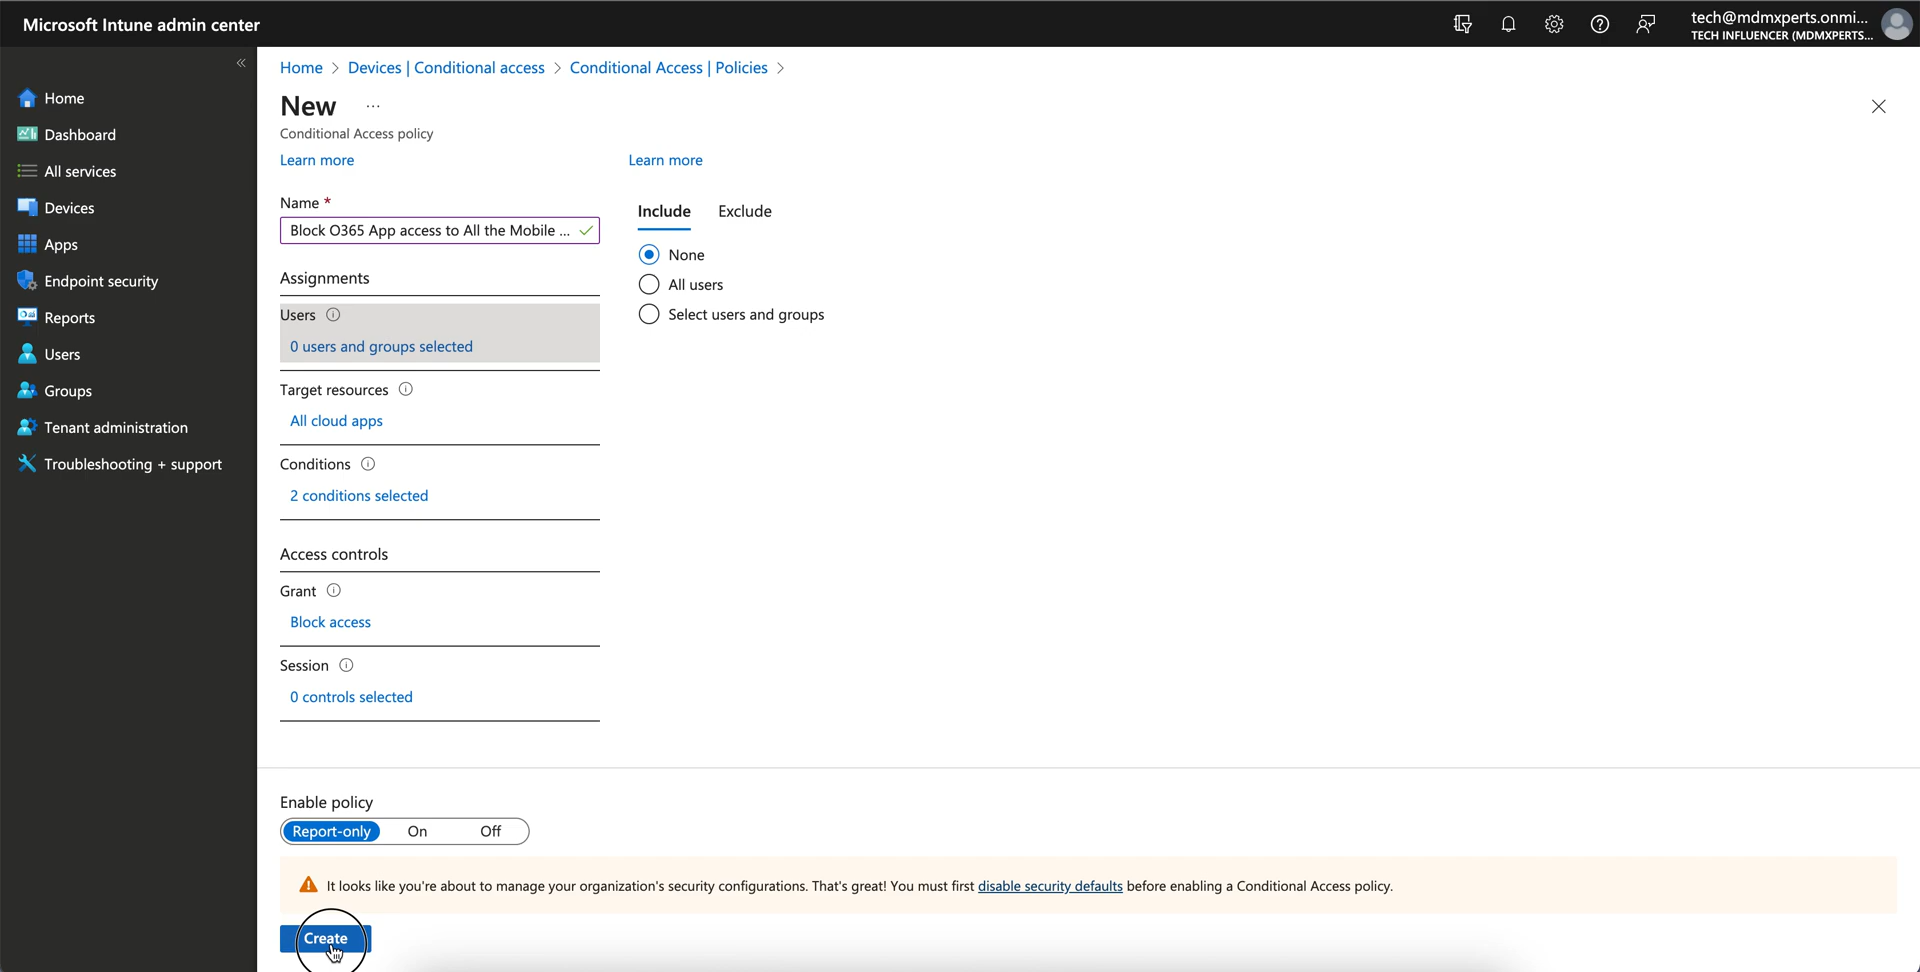 Microsoft Intune admin center
tech@mdmxperts.onmi...
TECH INFLUENCER (MDMXPERTS...
Home
Dashboard
All services
Devices
Apps
Endpoint security
Reports
Users
Groups
Tenant administration
Troubleshooting + support
Home > Devices | Conditional access > Conditional Access | Policies >
New ...
Conditional Access policy
Learn more
Name *
Block O365 App access to All the Mobile ...
Assignments
Users
0 users and groups selected
Target resources
All cloud apps
Conditions
2 conditions selected
Access controls
Grant
Block access
Session
0 controls selected
Learn more
Include Exclude
None
All users
Select users and groups
Enable policy
Report-only On Off
It looks like you're about to manage your organization's security configurations. That's great! You must first disable security defaults before enabling a Conditional Access policy.
Create